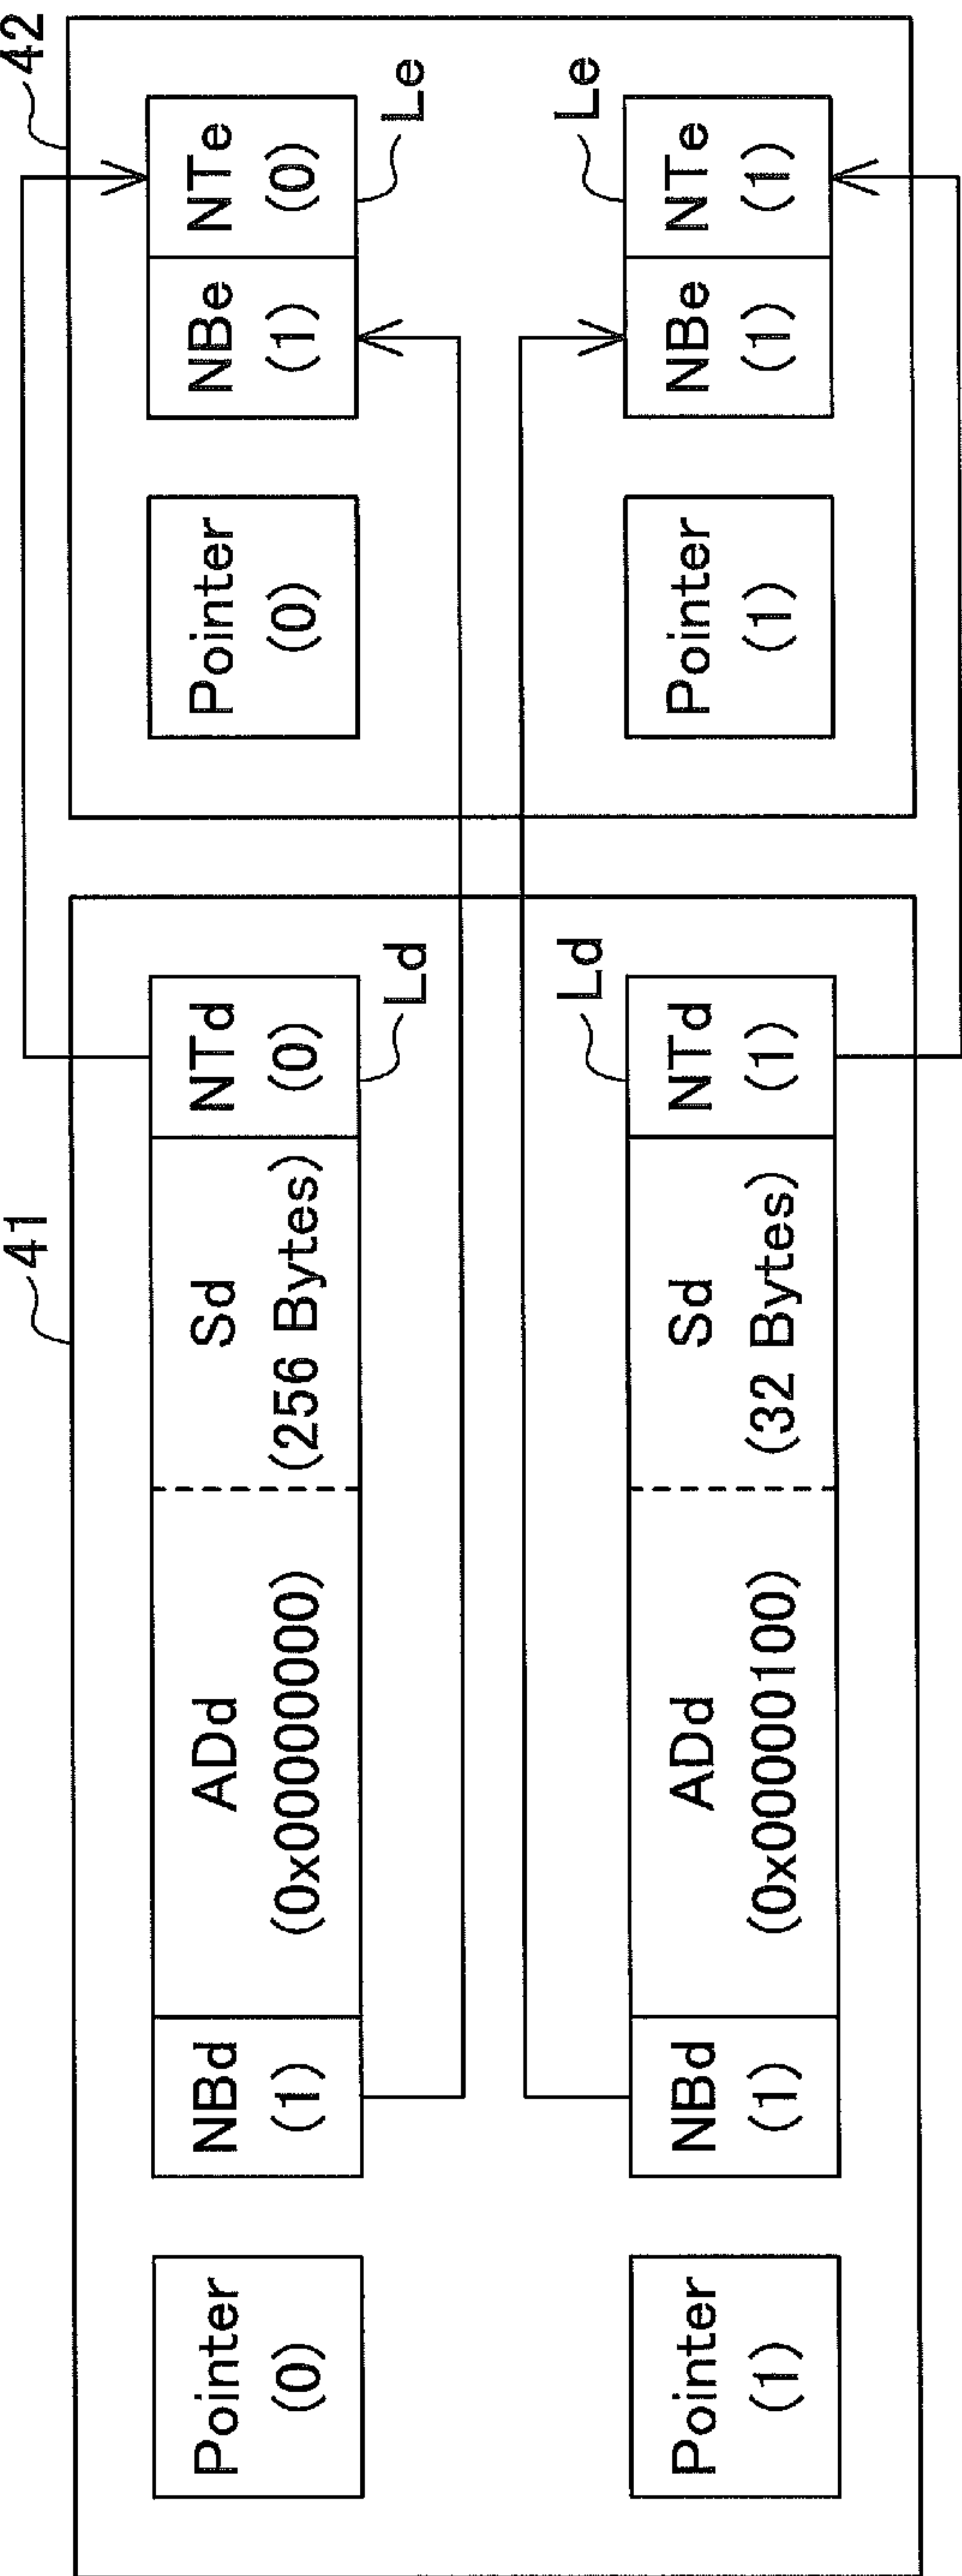 41
42
Pointer
(0)
NBd
(1)
ADd
(0x00000000)
Sd
(256 Bytes)
NTd
(0)
Ld
Pointer
(0)
NBe
(1)
NTe
(0)
Le
Pointer
(1)
NBd
(1)
ADd
(0x00000100)
Sd
(32 Bytes)
NTd
(1)
Ld
Pointer
(1)
NBe
(1)
NTe
(1)
Le